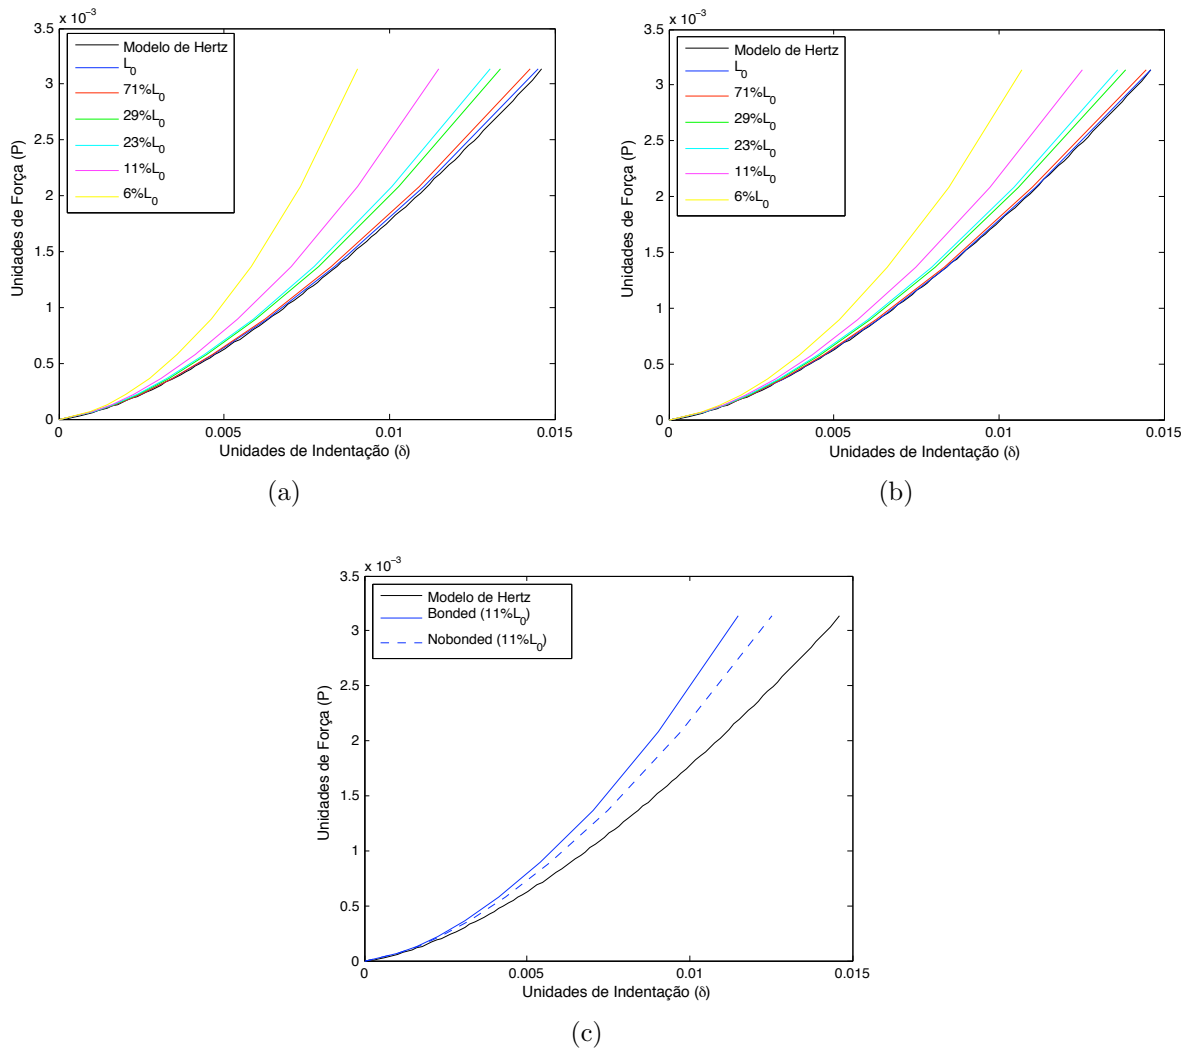 x 10⁻³
3.5
3
2.5
2
1.5
1
0.5
0
Unidades de Força (P)
Modelo de Hertz
L₀
71%L₀
29%L₀
23%L₀
11%L₀
6%L₀
0
0.005
0.01
0.015
Unidades de Indentação (δ)
(a)
x 10⁻³
3.5
3
2.5
2
1.5
1
0.5
0
Unidades de Força (P)
Modelo de Hertz
L₀
71%L₀
29%L₀
23%L₀
11%L₀
6%L₀
0
0.005
0.01
0.015
Unidades de Indentação (δ)
(b)
x 10⁻³
3.5
3
2.5
2
1.5
1
0.5
0
Unidades de Força (P)
Modelo de Hertz
Bonded (11%L₀)
Nobonded (11%L₀)
0
0.005
0.01
0.015
Unidades de Indentação (δ)
(c)